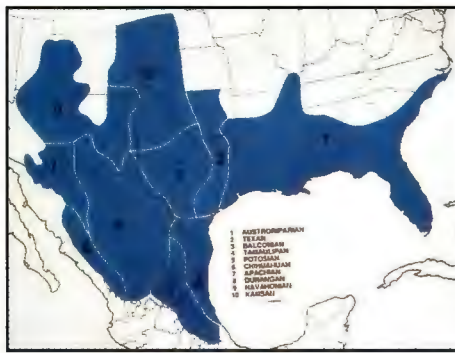 1 AUSTRORIPARIAN
2 TEXAN
3 BALCONIAN
4 TAMAULIPAN
5 POTOSIAN
6 CHIHUAHUAN
7 APACHIAN
8 DURANGAN
9 NAVAHONIAN
10 KANSAN